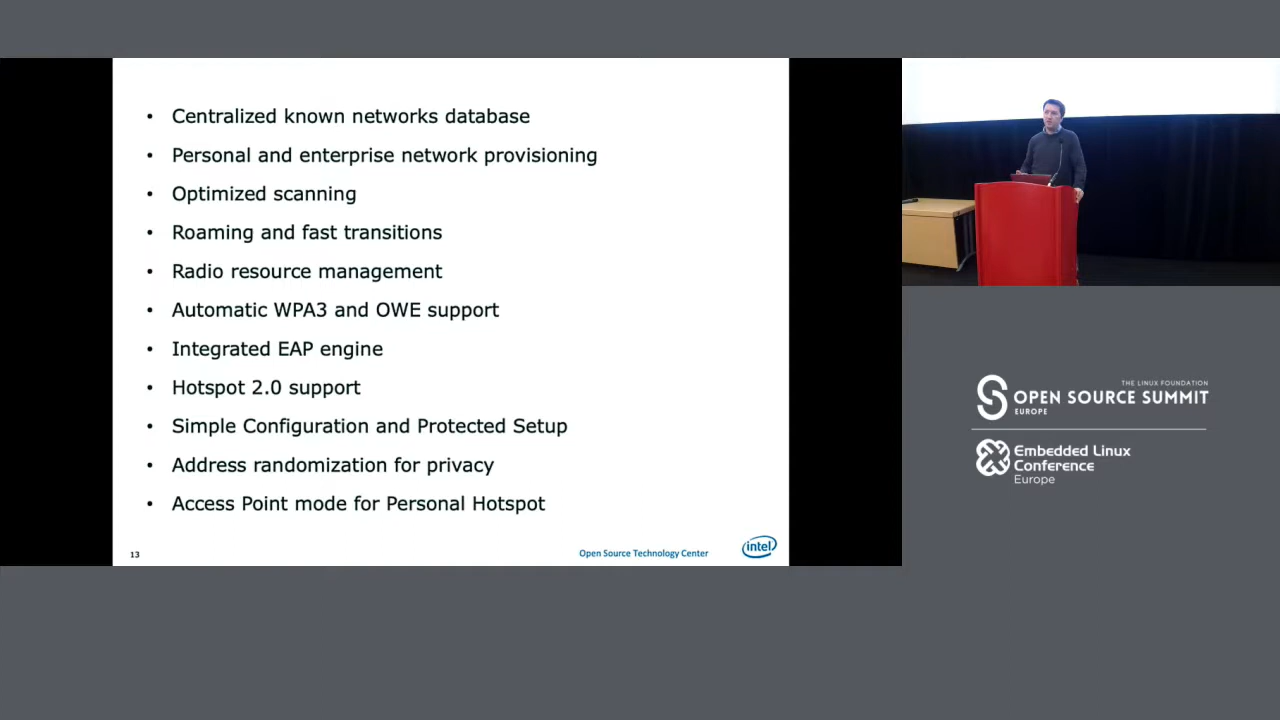 • Centralized known networks database
• Personal and enterprise network provisioning
• Optimized scanning
• Roaming and fast transitions
• Radio resource management
• Automatic WPA3 and OWE support
• Integrated EAP engine
• Hotspot 2.0 support
• Simple Configuration and Protected Setup
• Address randomization for privacy
• Access Point mode for Personal Hotspot
13
Open Source Technology Center
intel
THE LINUX FOUNDATION
OPEN SOURCE SUMMIT
EUROPE
Embedded Linux
Conference
Europe